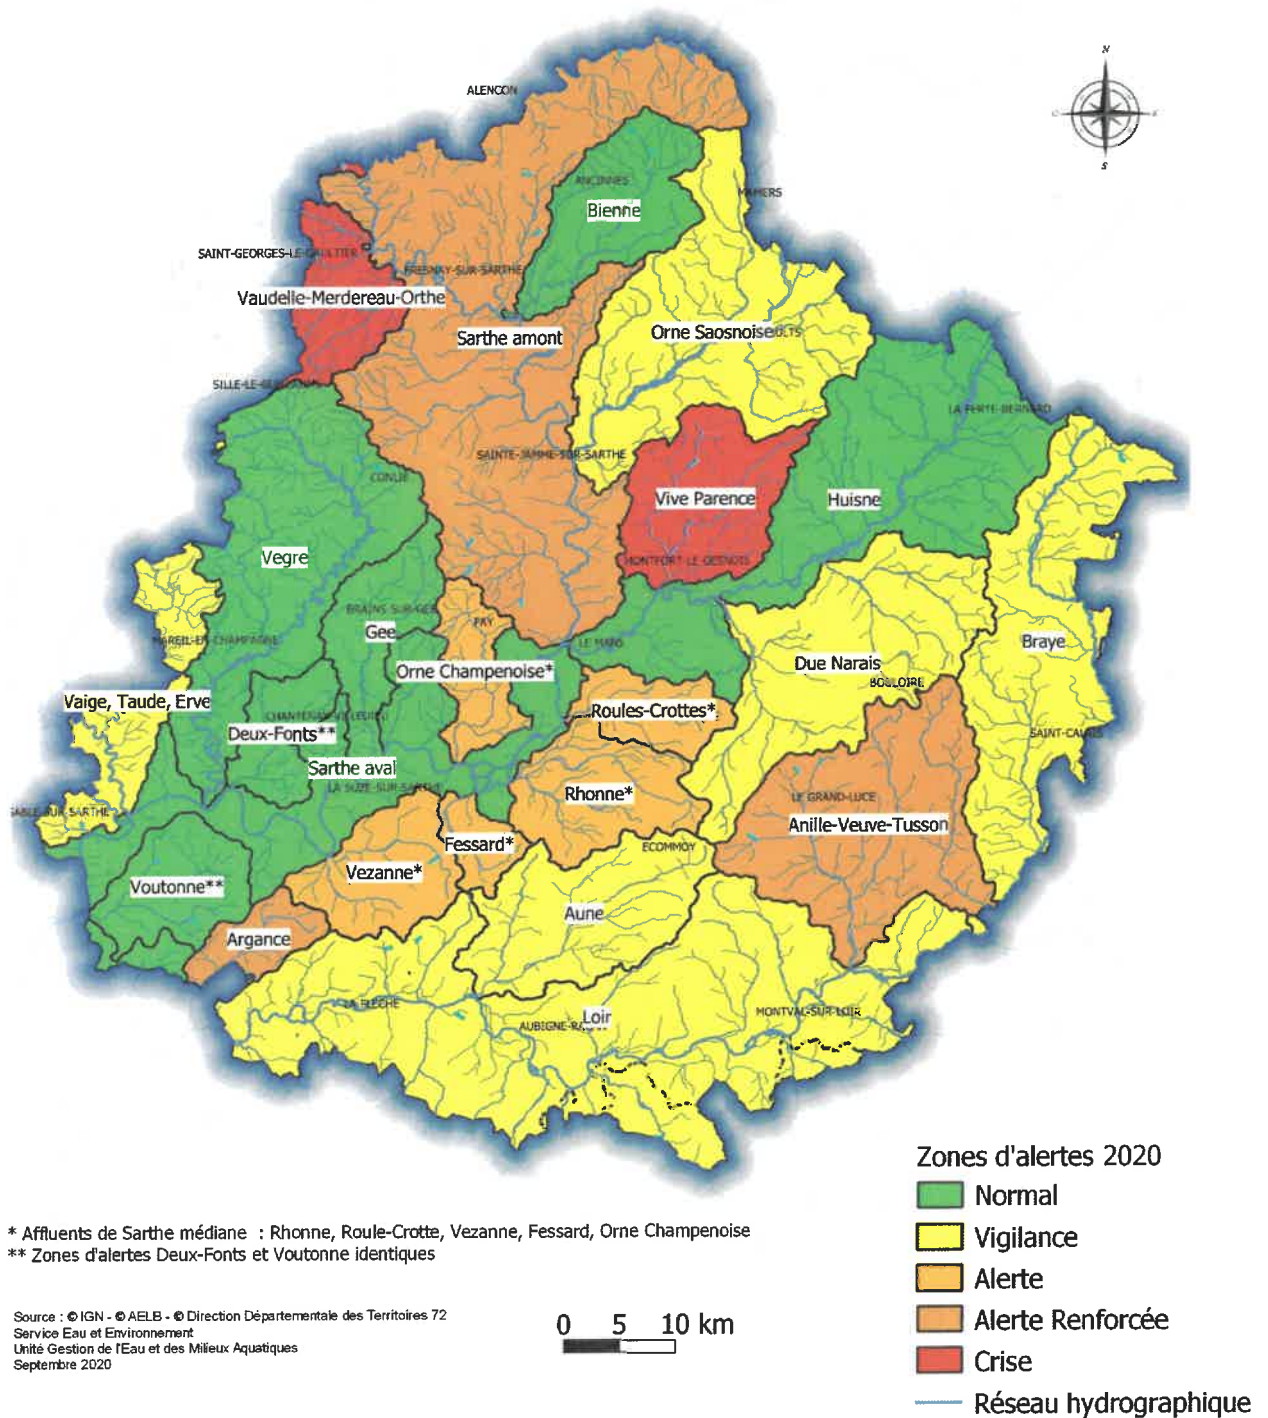 N
S
ALENCON
ANCINNES
Bienne
MAMERS
SAINT-GEORGES-LE-GAULTIER
FRESNAY-SUR-SARTHE
Vaudelle-Merdereau-Orthe
Sarthe amont
Orne Saosnoise
SILLE-LE-GUILLAUME
LA FERTE-BERNARD
SAINTE-JAMME-SUR-SARTHE
CONLIE
Vive Parence
Huisne
Vegre
MONTFORT-LE-GESNOIS
BRAINS-SUR-GEE
FAY
Gee
MAREIL-EN-CHAMPAGNE
LE MANS
Braye
Orne Champenoise*
Due Narais
BOULOIRE
Vaige, Taude, Erve
Roules-Crottes*
Deux-Fonts**
SAINT-CALAIS
Sarthe aval
LA SUZE-SUR-SARTHE
Rhonne*
LE GRAND-LUCE
SABLE-SUR-SARTHE
Anille-Veuve-Tusson
Fessard*
ECOMMOY
Vezanne*
Voutonne**
Aune
Argance
LA FLECHE
Loir
MONTVAL-SUR-LOIR
Zones d'alertes 2020
Normal
Vigilance
Alerte
Alerte Renforcée
Crise
Réseau hydrographique
* Affluents de Sarthe médiane : Rhonne, Roule-Crotte, Vezanne, Fessard, Orne Champenoise
** Zones d'alertes Deux-Fonts et Voutonne identiques
Source : © IGN - © AELB - © Direction Départementale des Territoires 72
Service Eau et Environnement
Unité Gestion de l'Eau et des Milieux Aquatiques
Septembre 2020
0 5 10 km